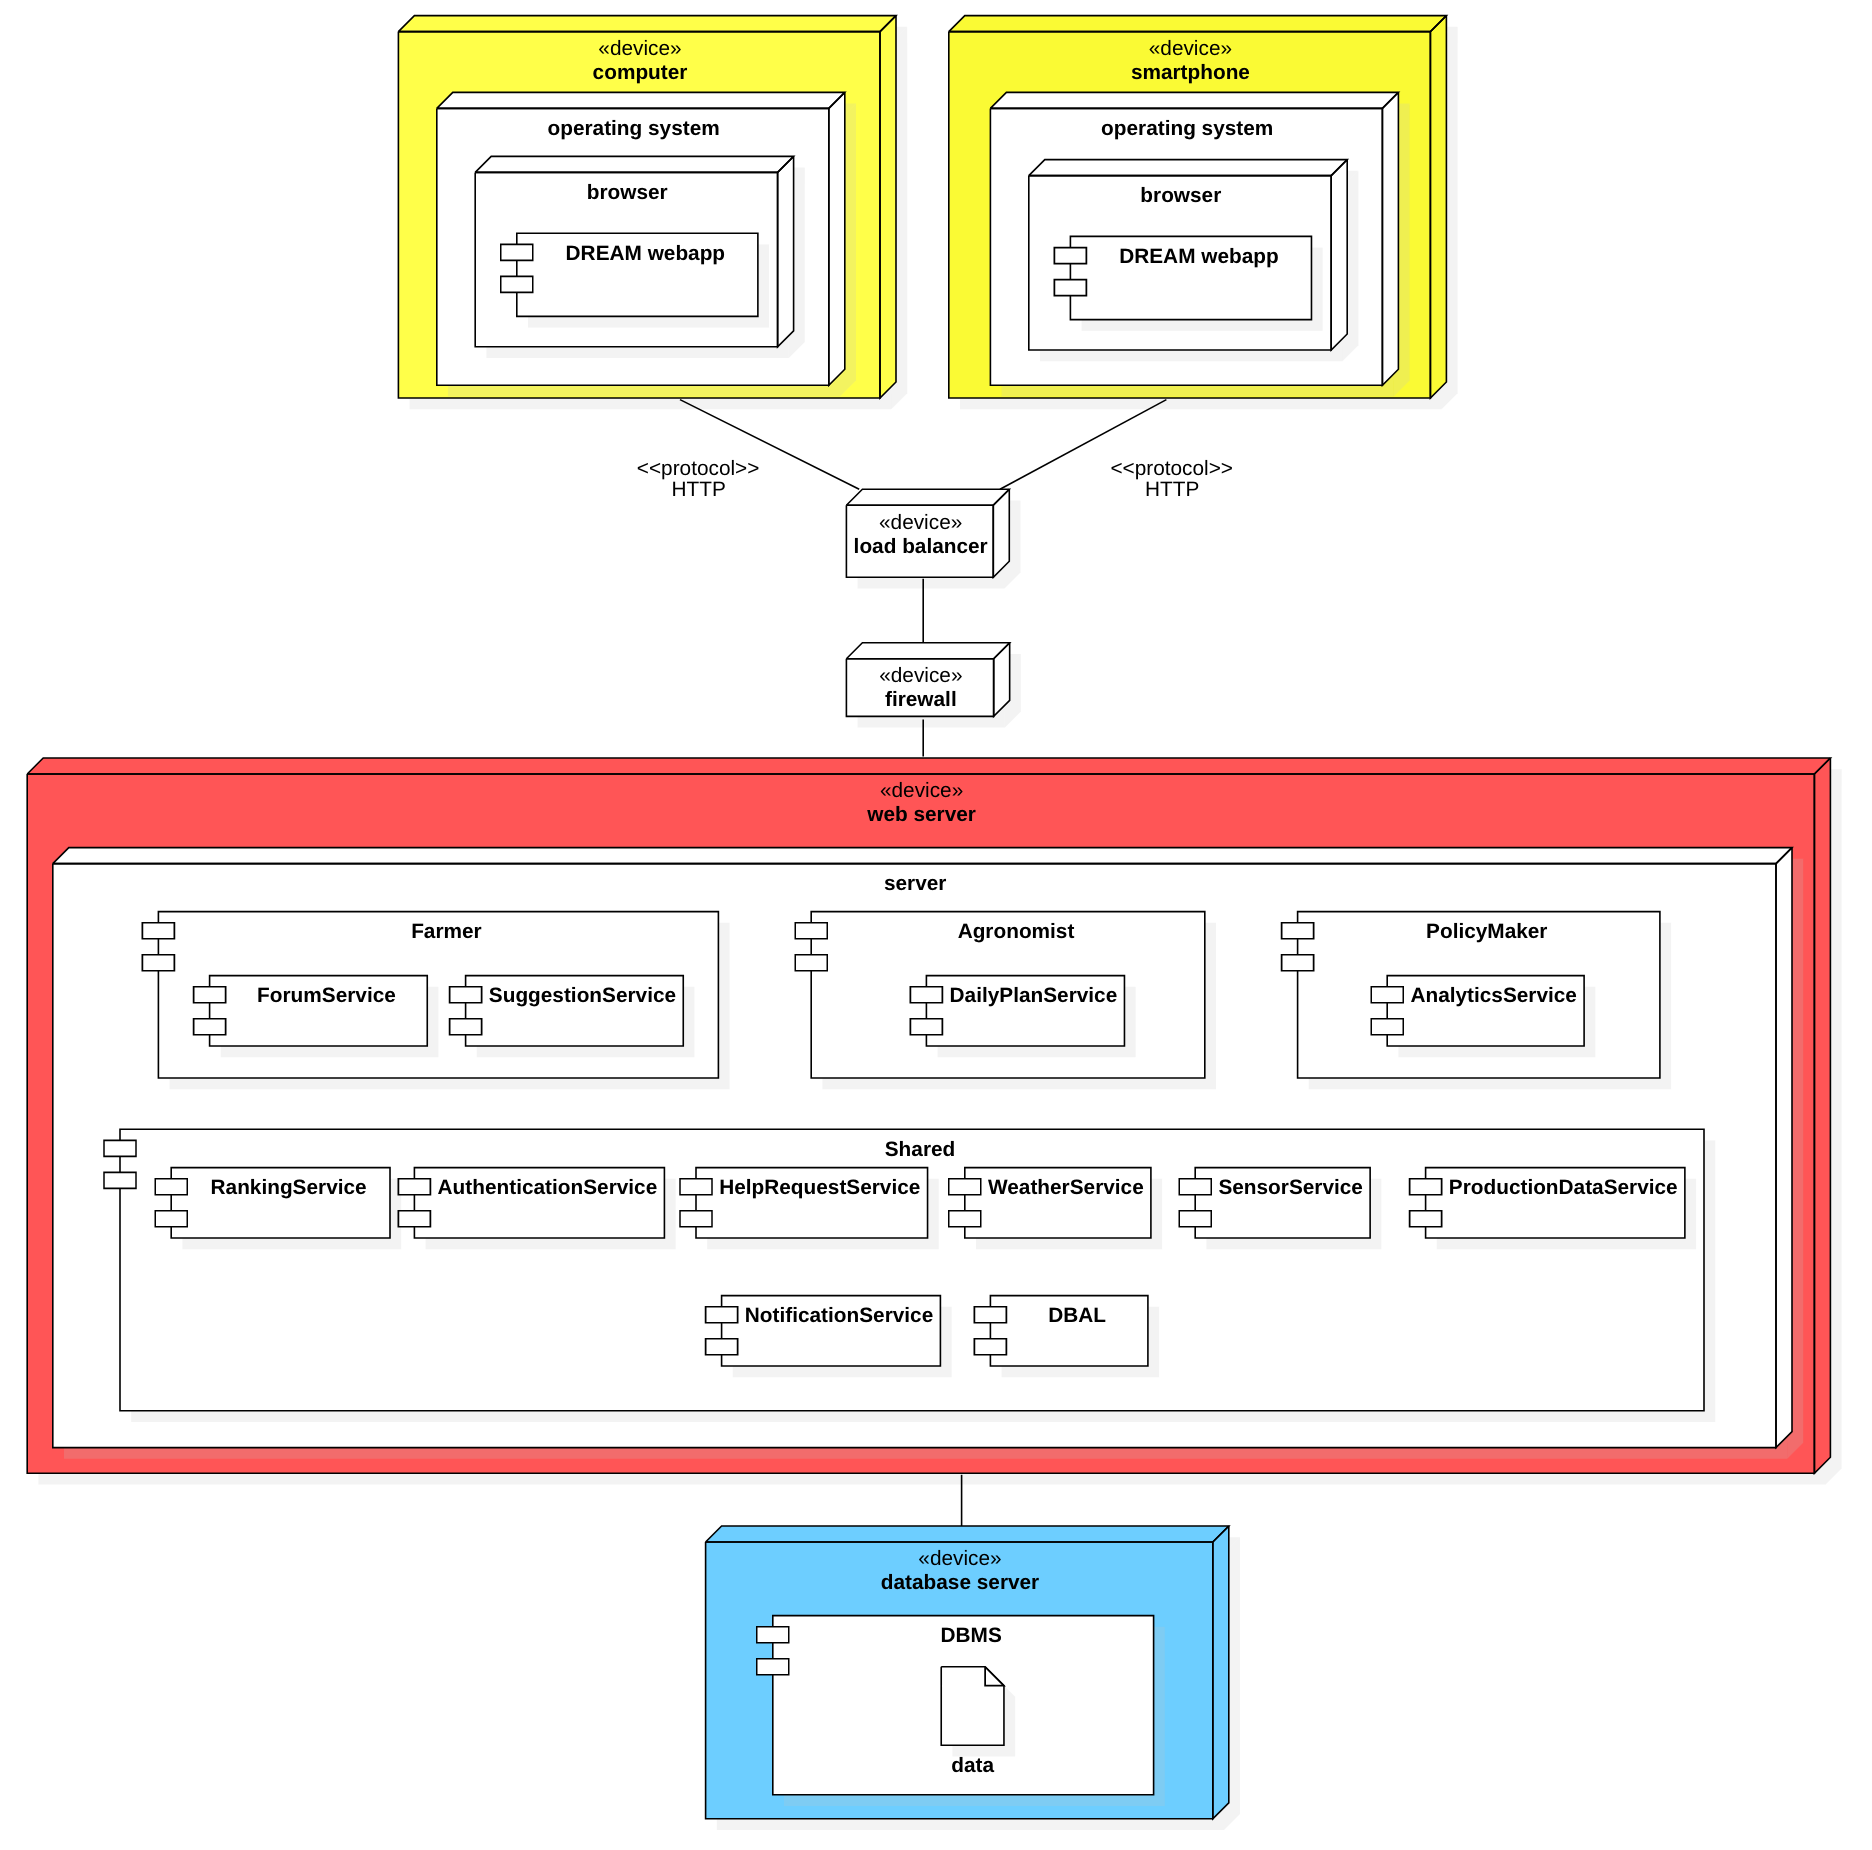 «device»
computer
operating system
browser
DREAM webapp
«device»
smartphone
operating system
browser
DREAM webapp
<<protocol>>
HTTP
<<protocol>>
HTTP
«device»
load balancer
«device»
firewall
«device»
web server
server
Farmer
ForumService
SuggestionService
Agronomist
DailyPlanService
PolicyMaker
AnalyticsService
Shared
RankingService
AuthenticationService
HelpRequestService
WeatherService
SensorService
ProductionDataService
NotificationService
DBAL
«device»
database server
DBMS
data